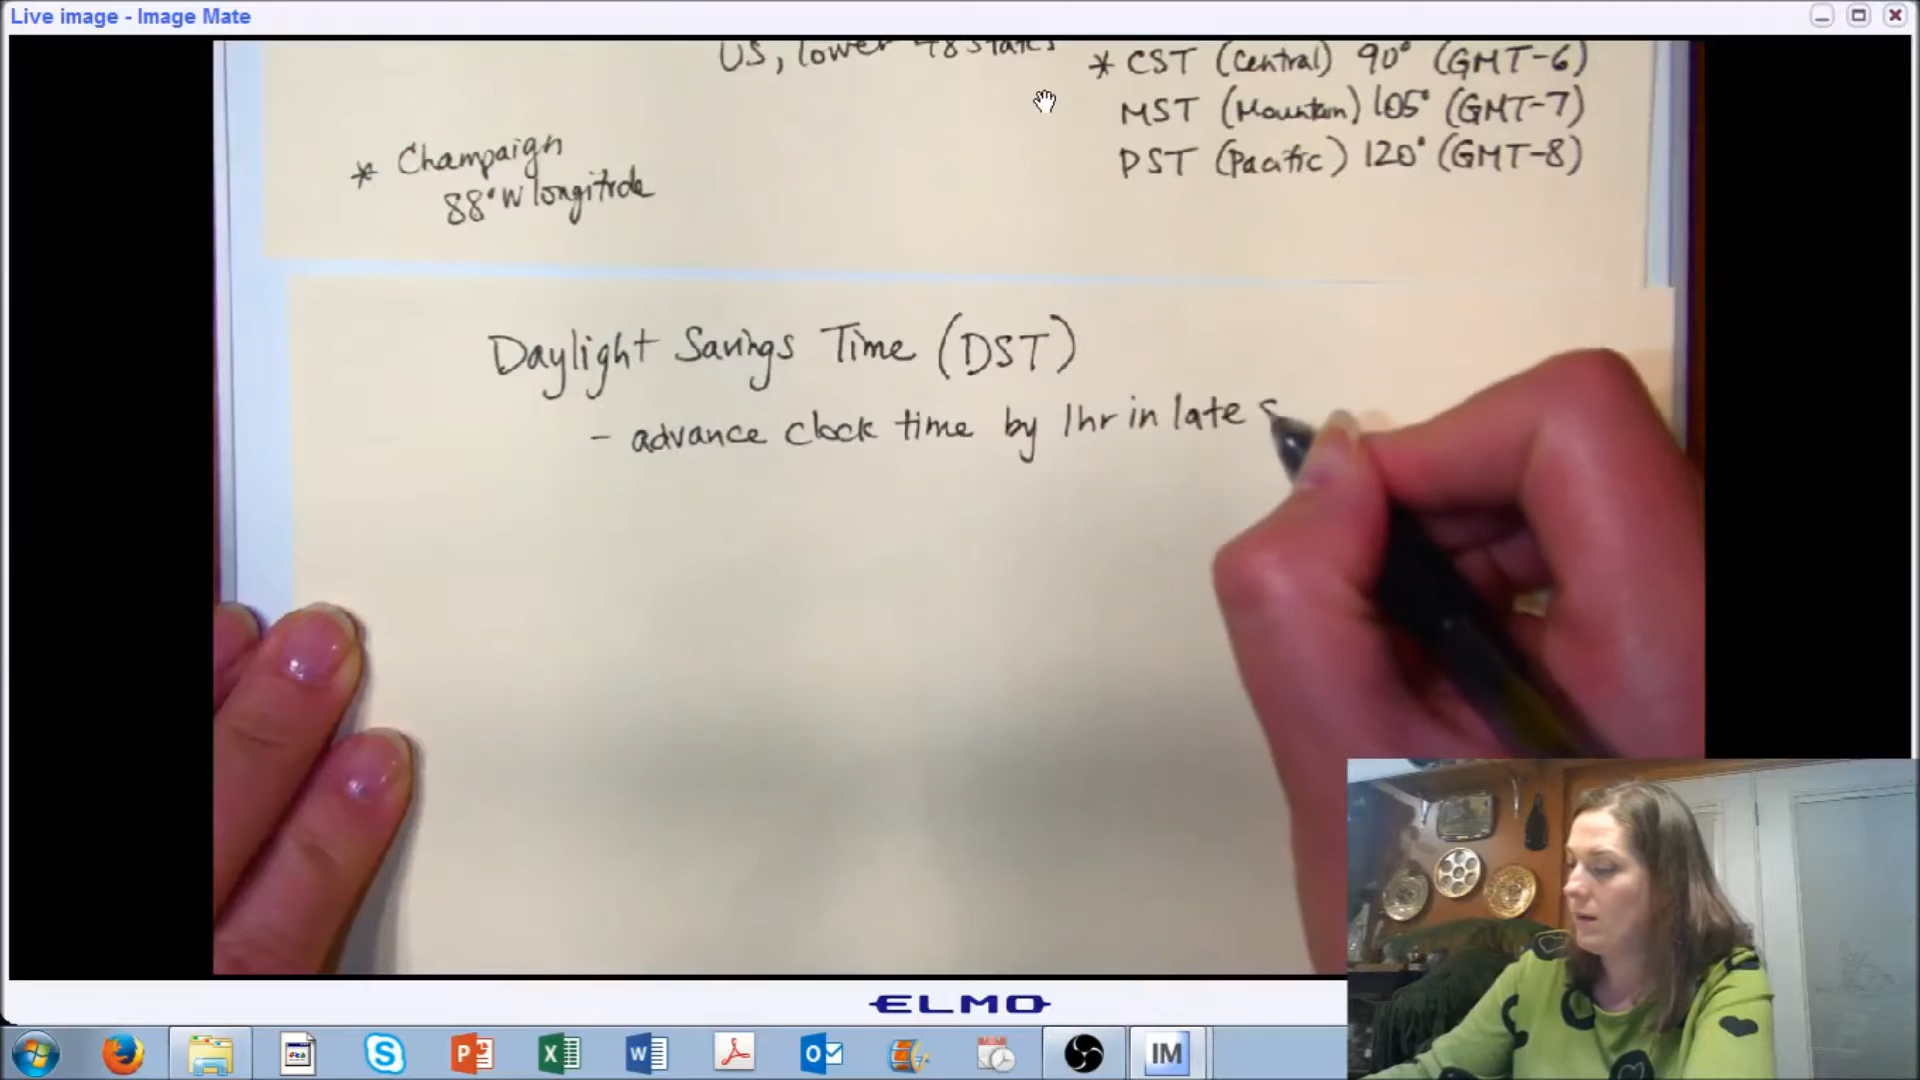 Live image - Image Mate
US, lower 48 states
* CST (Central) 90° (GMT-6)
MST (Mountain) 105° (GMT-7)
PST (Pacific) 120° (GMT-8)
* Champaign
88°W longitude
Daylight Savings Time (DST)
- advance clock time by 1hr in late s
ELMO
IM